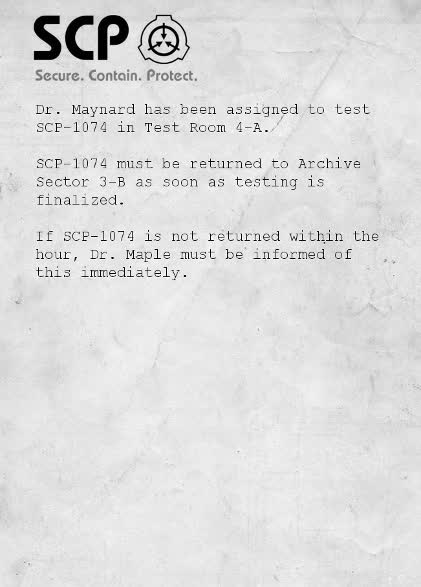 SCP
Secure. Contain. Protect.
Dr. Maynard has been assigned to test
SCP-1074 in Test Room 4-A.
SCP-1074 must be returned to Archive
Sector 3-B as soon as testing is
finalized.
If SCP-1074 is not returned within the
hour, Dr. Maple must be informed of
this immediately.